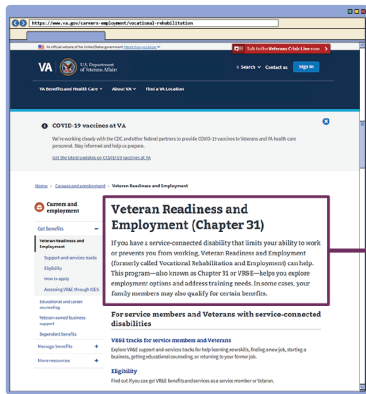 https://www.va.gov/careers-employment/vocational-rehabilitation
An official website of the United States government
Talk to the Veterans Crisis Line now
VA
U.S. Department
of Veterans Affairs
Search
Contact us
Sign in
VA Benefits and Health Care
About VA
Find a VA Location
COVID-19 vaccines at VA
We're working closely with the CDC and other federal partners to provide COVID-19 vaccines to Veterans and VA health care
personnel. Stay informed and help us prepare.
Get the latest updates on COVID-19 vaccines at VA
Home › Careers and employment › Veteran Readiness and Employment
Careers and
employment
Get benefits
Veteran Readiness and
Employment
Support-and-services tracks
Eligibility
How to apply
Accessing VR&E through IDES
Educational and career
counseling
Veteran-owned business
support
Dependent benefits
Manage benefits
More resources
Veteran Readiness and
Employment (Chapter 31)
If you have a service-connected disability that limits your ability to work
or prevents you from working, Veteran Readiness and Employment
(formerly called Vocational Rehabilitation and Employment) can help.
This program—also known as Chapter 31 or VR&E—helps you explore
employment options and address training needs. In some cases, your
family members may also qualify for certain benefits.
For service members and Veterans with service-connected
disabilities
VR&E tracks for service members and Veterans
Explore VR&E support-and-services tracks for help learning new skills, finding a new job, starting a
business, getting educational counseling, or returning to your former job.
Eligibility
Find out if you can get VR&E benefits and services as a service member or Veteran.